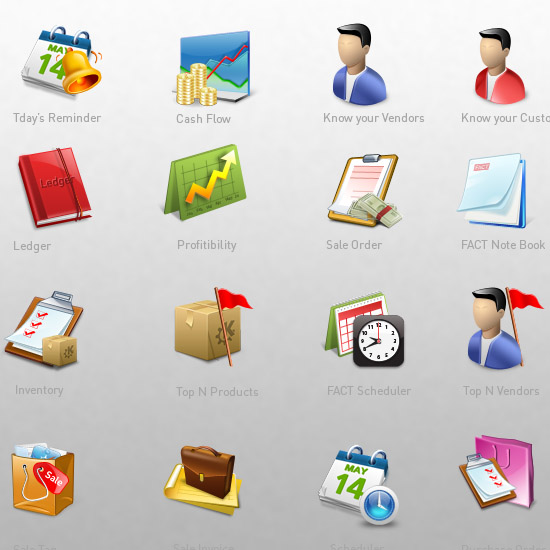 MAY
14
Tday's Reminder
Cash Flow
Know your Vendors
Know your Custo
Ledger
FACT
Ledger
Profitibility
Sale Order
FACT Note Book
Inventory
Top N Products
FACT Scheduler
Top N Vendors
Sale
MAY
14